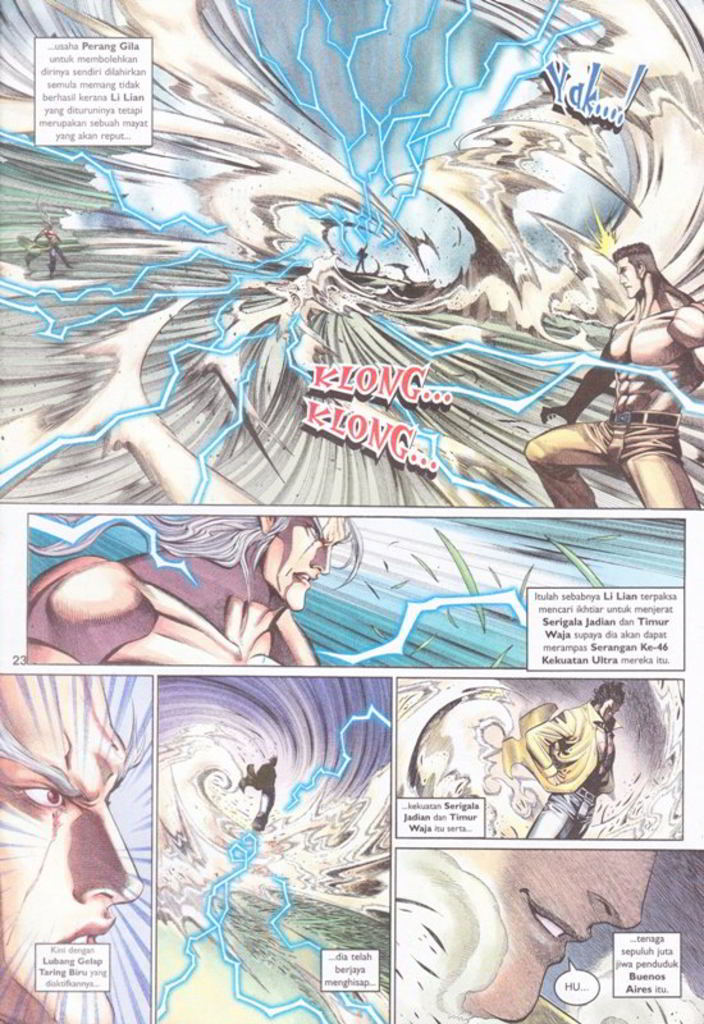 ...usaha Perang Gila
untuk membolehkan
dirinya sendiri dilahirkan
semula memang tidak
berhasil kerana Li Lian
yang dituruninya tetapi
merupakan sebuah mayat
yang akan reput...
Yak....!
KLONG...
KLONG...
Itulah sebabnya Li Lian terpaksa
mencari ikhtiar untuk menjerat
Serigala Jadian dan Timur
Waja supaya dia akan dapat
merampas Serangan Ke-46
Kekuatan Ultra mereka itu.
23
Kini dengan
Lubang Gelap
Taring Biru yang
diaktifkannya...
...dia telah
berjaya
menghisap...
...kekuatan Serigala
Jadian dan Timur
Waja itu serta...
HU...
...tenaga
sepuluh juta
jiwa penduduk
Buenos
Aires itu.